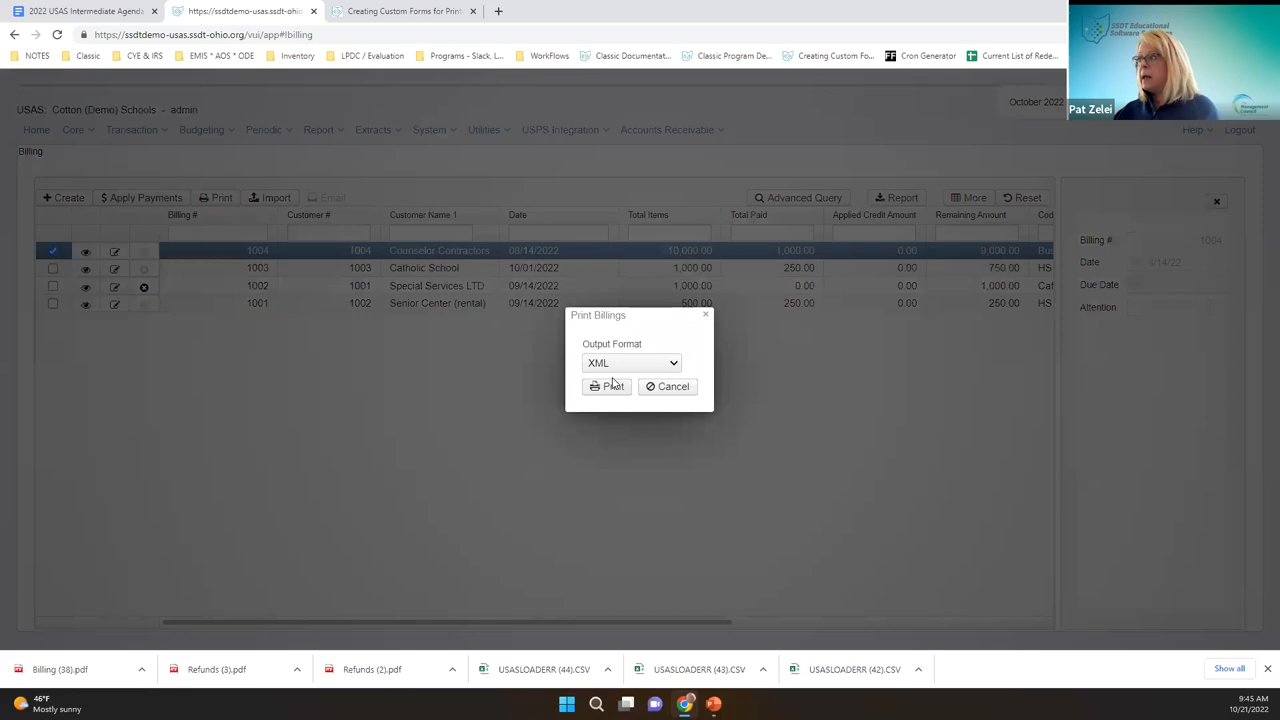 2022 USAS Intermediate Agenda
https://ssdtdemo-usas.ssdt-ohio
Creating Custom Forms for Print
https://ssdtdemo-usas.ssdt-ohio.org/vui/app#!billing
NOTES Classic CYE & IRS EMIS * AOS * ODE Inventory LPDC / Evaluation Programs - Slack, L... WorkFlows Classic Documentat... Classic Program De... Creating Custom Fo... Cron Generator Current List of Rede...
SSDT Educational
Pat Zelei
USAS: Cotton (Demo) Schools - admin
October 2022
Home Core Transaction Budgeting Periodic Report Extracts System Utilities USPS Integration Accounts Receivable Help Logout
Billing
Create $ Apply Payments Print Import Email Advanced Query Report More Reset
Billing # Customer # Customer Name 1 Date Total Items Total Paid Applied Credit Amount Remaining Amount Cod
1004 1004 Counselor Contractors 08/14/2022 10,000.00 1,000.00 0.00 9,000.00 Bus
1003 1003 Catholic School 10/01/2022 1,000.00 250.00 0.00 750.00 HS
1002 1001 Special Services LTD 09/14/2022 1,000.00 0.00 0.00 1,000.00 Caf
1001 1002 Senior Center (rental) 09/14/2022 500.00 250.00 0.00 250.00 HS
Billing # 1004
Date 9/14/22
Due Date
Attention
Print Billings
Output Format
XML
Print Cancel
Billing (38).pdf Refunds (3).pdf Refunds (2).pdf USASLOADERR (44).CSV USASLOADERR (43).CSV USASLOADERR (42).CSV Show all
46°F
Mostly sunny
9:45 AM
10/21/2022